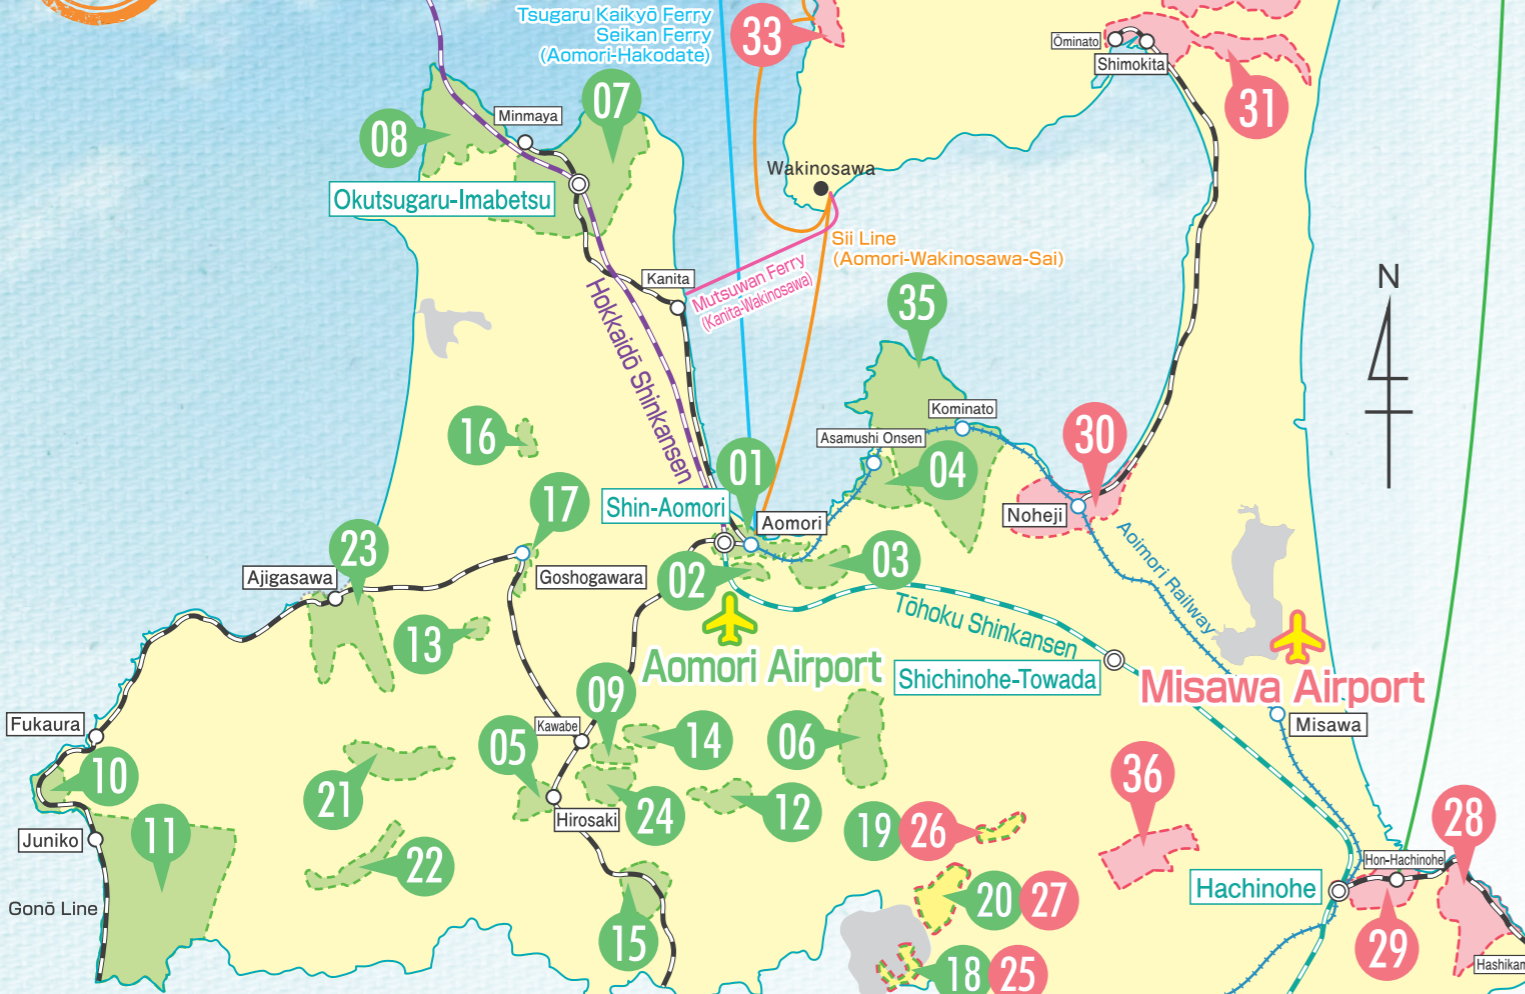 Tsugaru Kaikyō Ferry
Seikan Ferry
(Aomori-Hakodate)
33
Ōminato
Shimokita
31
07
08
Minmaya
Okutsugaru-Imabetsu
Wakinosawa
Sii Line
(Aomori-Wakinosawa-Sai)
Mutsuwan Ferry
(Kanita-Wakinosawa)
Kanita
Hokkaidō Shinkansen
35
N
16
Kominato
Asamushi Onsen
04
30
Noheji
01
Shin-Aomori
Aomori
17
Goshogawara
02
03
23
Ajigasawa
13
Aoimori Railway
Tōhoku Shinkansen
Aomori Airport
Shichinohe-Towada
Misawa Airport
Misawa
09
Kawabe
14
06
05
Fukaura
10
21
Hirosaki
24
12
36
19
26
28
Juniko
11
22
Hon-Hachinohe
Hachinohe
20
27
Gonō Line
15
29
18
25